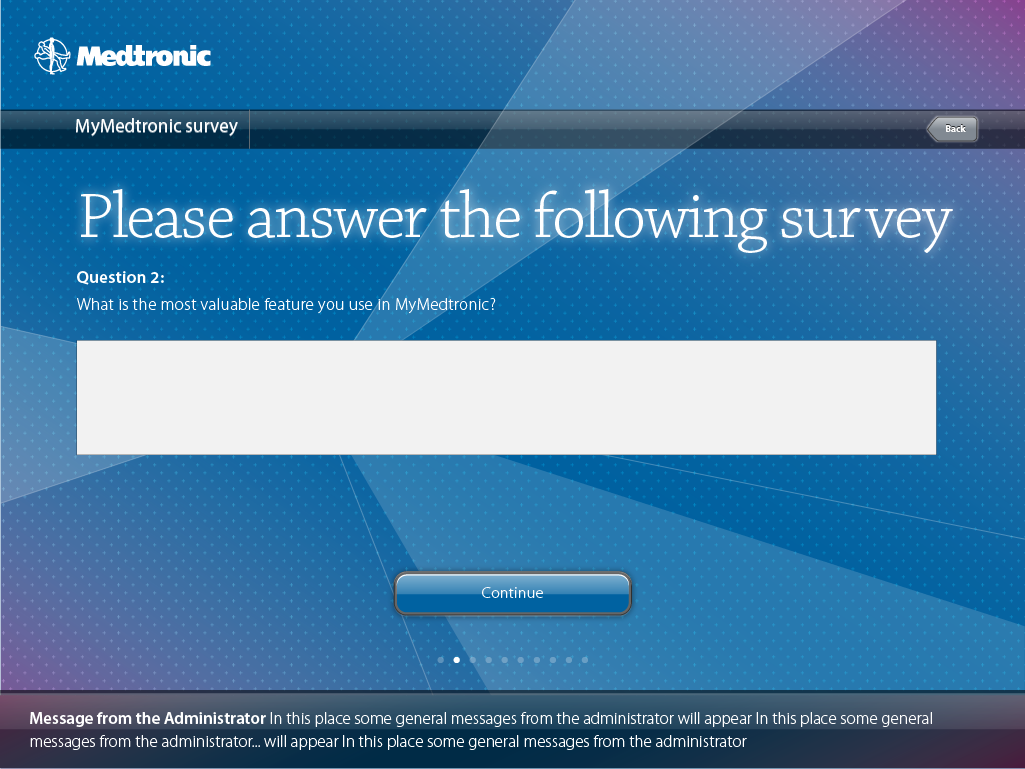 Medtronic
MyMedtronic survey
Back
Please answer the following survey
Question 2:
What is the most valuable feature you use in MyMedtronic?
Continue
Message from the Administrator In this place some general messages from the administrator will appear In this place some general
messages from the administrator... will appear In this place some general messages from the administrator